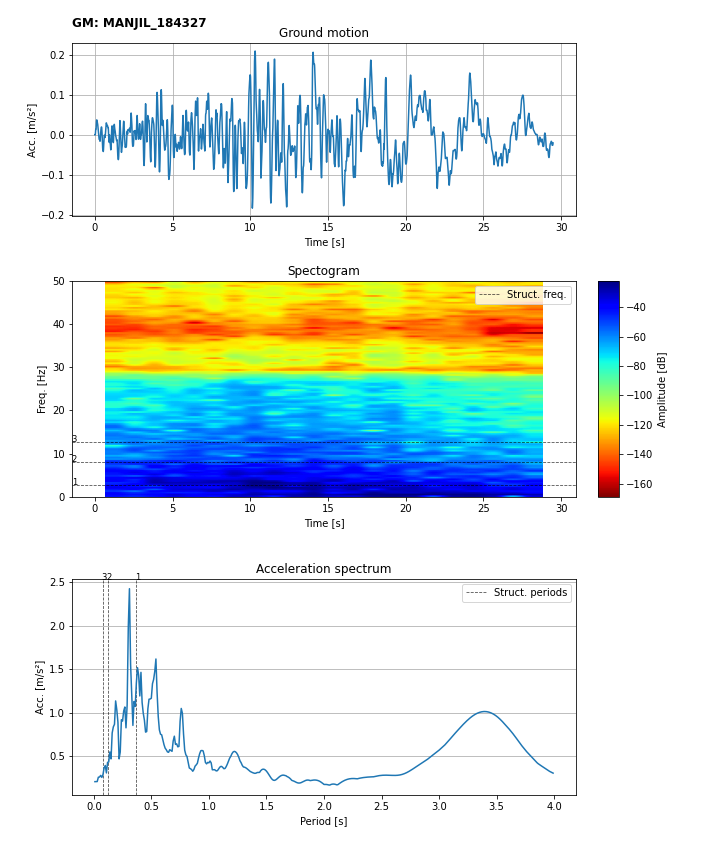 GM: MANJIL_184327
Ground motion
0.2
0.1
0.0
−0.1
−0.2
Acc. [m/s²]
0 5 10 15 20 25 30
Time [s]
Spectogram
50
40
30
20
10
0
Freq. [Hz]
Struct. freq.
3
2
1
0 5 10 15 20 25 30
Time [s]
−40
−60
−80
−100
−120
−140
−160
Amplitude [dB]
Acceleration spectrum
3 2 1
2.5
2.0
1.5
1.0
0.5
Acc. [m/s²]
Struct. periods
0.0 0.5 1.0 1.5 2.0 2.5 3.0 3.5 4.0
Period [s]